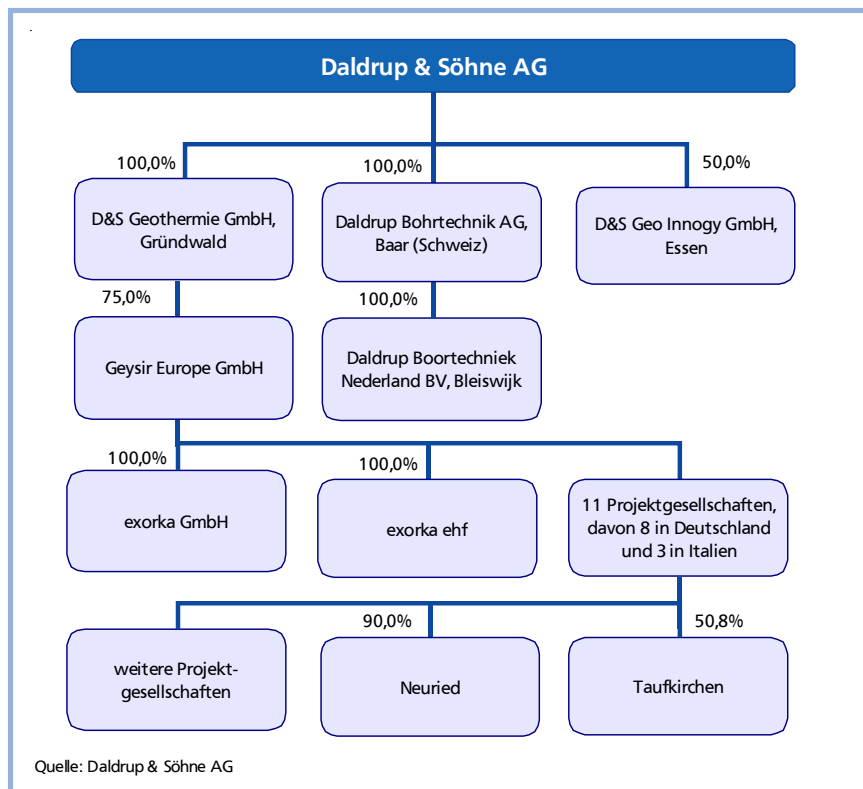 Daldrup & Söhne AG
100,0%
100,0%
50,0%
D&S Geothermie GmbH,
Gründwald
Daldrup Bohrtechnik AG,
Baar (Schweiz)
D&S Geo Innogy GmbH,
Essen
75,0%
100,0%
Geysir Europe GmbH
Daldrup Boortechniek
Nederland BV, Bleiswijk
100,0%
100,0%
exorka GmbH
exorka ehf
11 Projektgesellschaften,
davon 8 in Deutschland
und 3 in Italien
90,0%
50,8%
weitere Projekt-
gesellschaften
Neuried
Taufkirchen
Quelle: Daldrup & Söhne AG